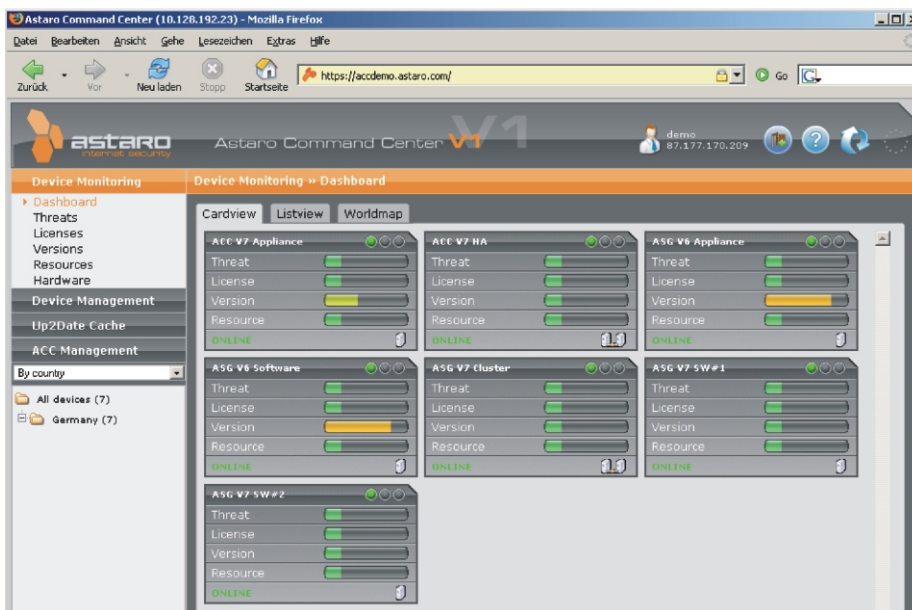 Astaro Command Center (10.128.192.23) - Mozilla Firefox
Datei Bearbeiten Ansicht Gehe Lesezeichen Extras Hilfe
Zurück Vor Neu laden Stopp Startseite https://accdemo.astaro.com/ Go
astaro
internet security
Astaro Command Center V1
V1
demo
87.177.170.209
Device Monitoring
Dashboard
Threats
Licenses
Versions
Resources
Hardware
Device Management
Up2Date Cache
ACC Management
By country
All devices (7)
Germany (7)
Device Monitoring » Dashboard
Cardview Listview Worldmap
ACC V7 Appliance
Threat
License
Version
Resource
ONLINE
ACC V7 HA
Threat
License
Version
Resource
ONLINE
ASG V6 Appliance
Threat
License
Version
Resource
ONLINE
ASG V6 Software
Threat
License
Version
Resource
ONLINE
ASG V7 Cluster
Threat
License
Version
Resource
ONLINE
ASG V7 SW#1
Threat
License
Version
Resource
ONLINE
ASG V7 SW#2
Threat
License
Version
Resource
ONLINE